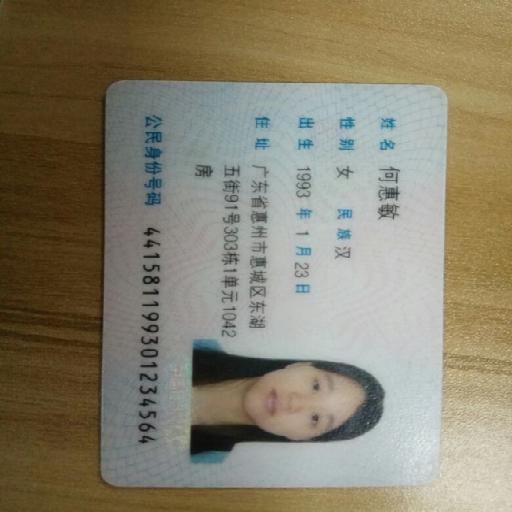 姓名 何惠敏
性别 女 民族 汉
出生 1993 年 1 月 23 日
住址 广东省惠州市惠城区东湖
五街91号303栋1单元1042
房
公民身份号码 441581199301234564